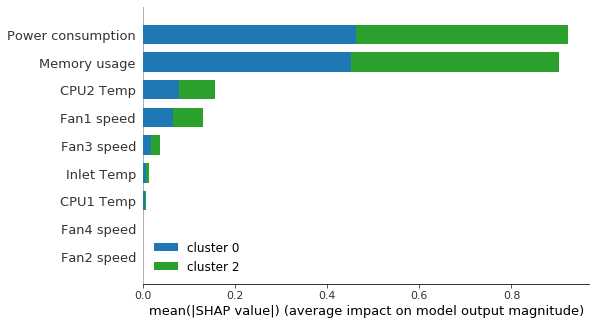 Power consumption
Memory usage
CPU2 Temp
Fan1 speed
Fan3 speed
Inlet Temp
CPU1 Temp
Fan4 speed
Fan2 speed
cluster 0
cluster 2
0.0 0.2 0.4 0.6 0.8
mean(|SHAP value|) (average impact on model output magnitude)